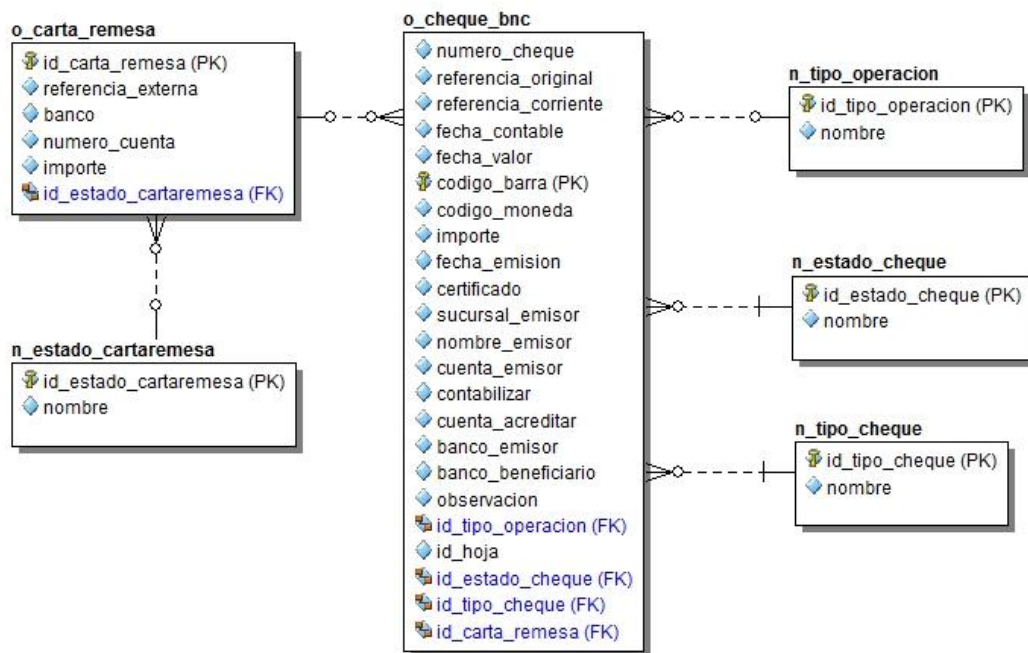 o_carta_remesa
id_carta_remesa (PK)
referencia_externa
banco
numero_cuenta
importe
id_estado_cartaremesa (FK)
n_estado_cartaremesa
id_estado_cartaremesa (PK)
nombre
o_cheque_bnc
numero_cheque
referencia_original
referencia_corriente
fecha_contable
fecha_valor
codigo_barra (PK)
codigo_moneda
importe
fecha_emision
certificado
sucursal_emisor
nombre_emisor
cuenta_emisor
contabilizar
cuenta_acreditar
banco_emisor
banco_beneficiario
observacion
id_tipo_operacion (FK)
id_hoja
id_estado_cheque (FK)
id_tipo_cheque (FK)
id_carta_remesa (FK)
n_tipo_operacion
id_tipo_operacion (PK)
nombre
n_estado_cheque
id_estado_cheque (PK)
nombre
n_tipo_cheque
id_tipo_cheque (PK)
nombre